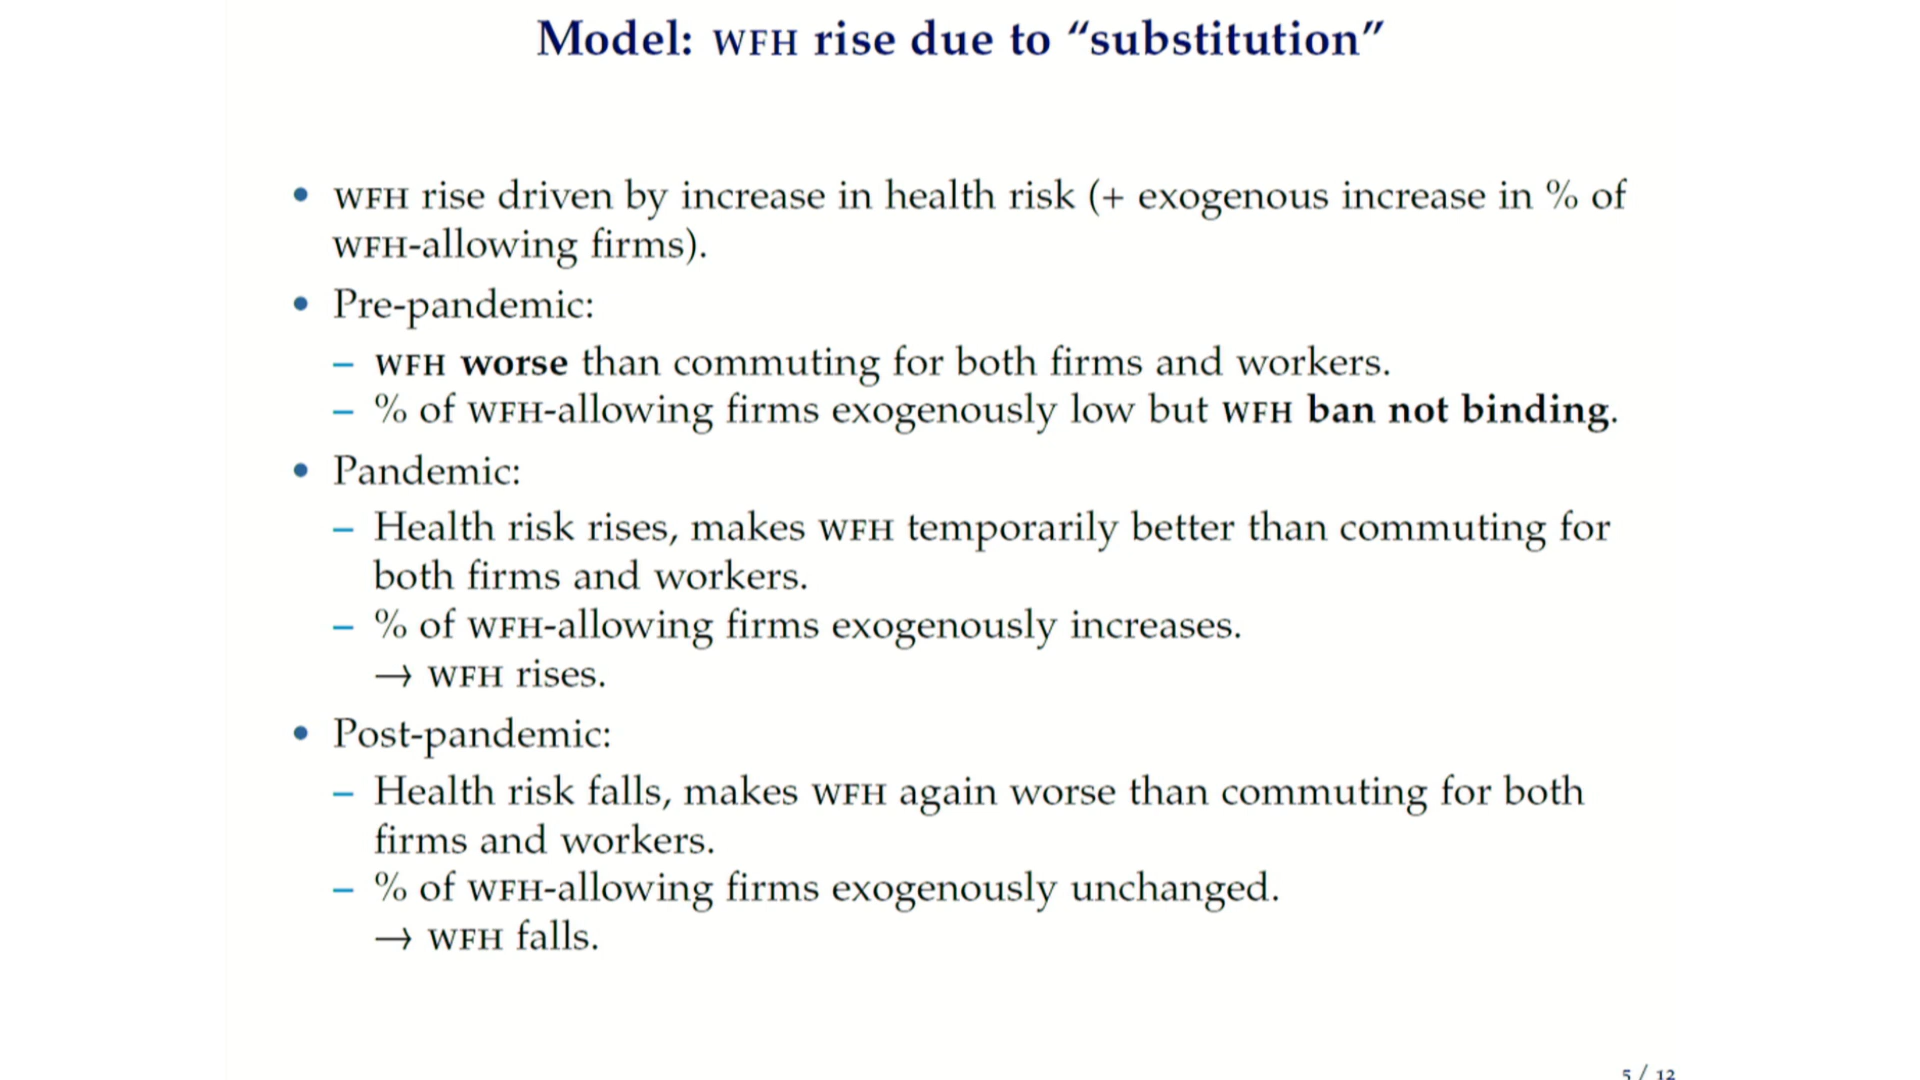 Model: WFH rise due to “substitution”
• WFH rise driven by increase in health risk (+ exogenous increase in % of
WFH-allowing firms).
• Pre-pandemic:
– WFH worse than commuting for both firms and workers.
– % of WFH-allowing firms exogenously low but WFH ban not binding.
• Pandemic:
– Health risk rises, makes WFH temporarily better than commuting for
both firms and workers.
– % of WFH-allowing firms exogenously increases.
→ WFH rises.
• Post-pandemic:
– Health risk falls, makes WFH again worse than commuting for both
firms and workers.
– % of WFH-allowing firms exogenously unchanged.
→ WFH falls.
5 / 12